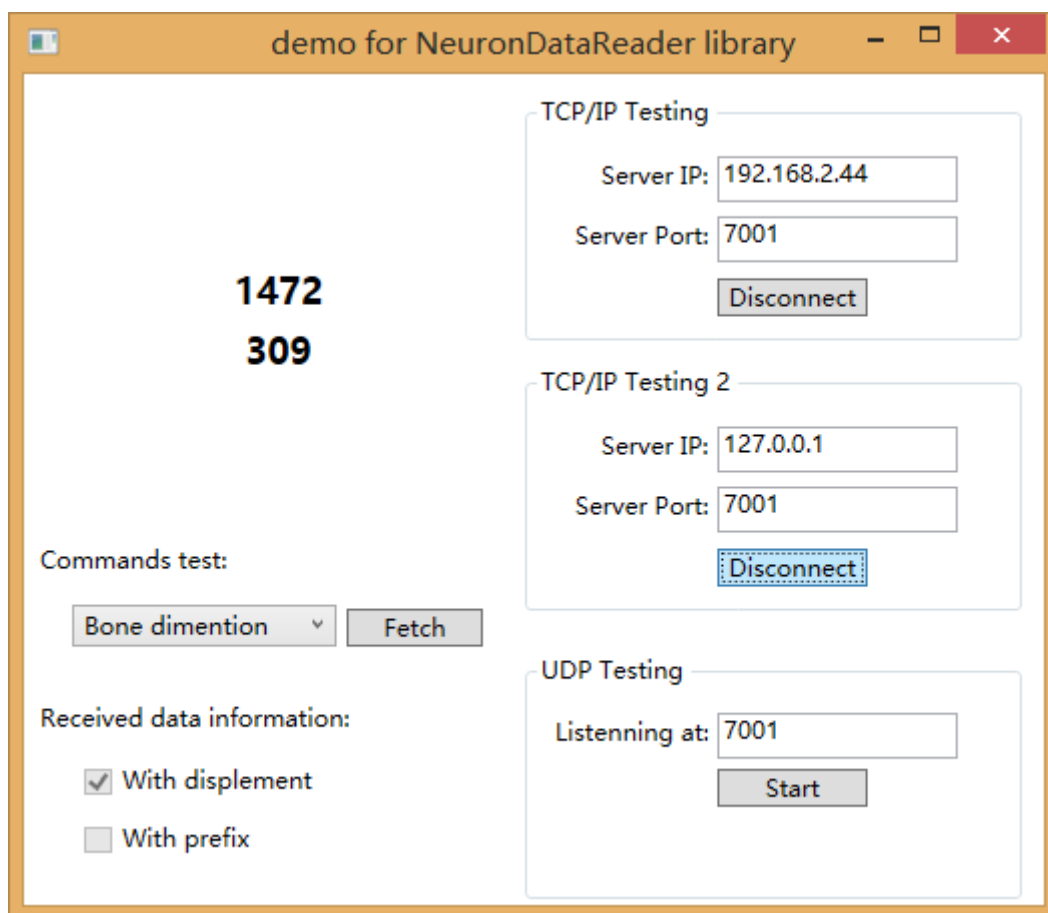 demo for NeuronDataReader library
1472
309
Commands test:
Bone dimention
Fetch
Received data information:
With displement
With prefix
TCP/IP Testing
Server IP: 192.168.2.44
Server Port: 7001
Disconnect
TCP/IP Testing 2
Server IP: 127.0.0.1
Server Port: 7001
Disconnect
UDP Testing
Listenning at: 7001
Start